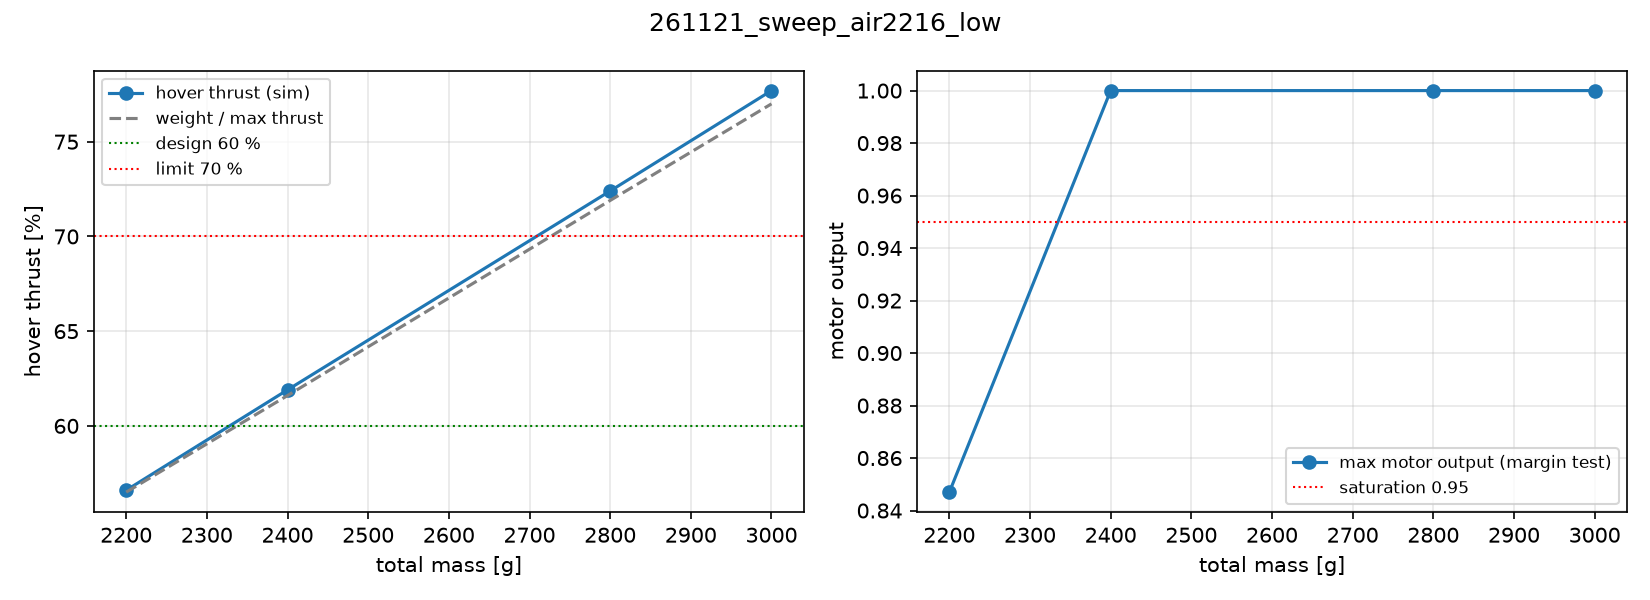 261121_sweep_air2216_low
hover thrust (sim)
weight / max thrust
design 60 %
limit 70 %
75
70
65
60
hover thrust [%]
2200 2300 2400 2500 2600 2700 2800 2900 3000
total mass [g]
1.00
0.98
0.96
0.94
0.92
0.90
0.88
0.86
0.84
motor output
max motor output (margin test)
saturation 0.95
2200 2300 2400 2500 2600 2700 2800 2900 3000
total mass [g]